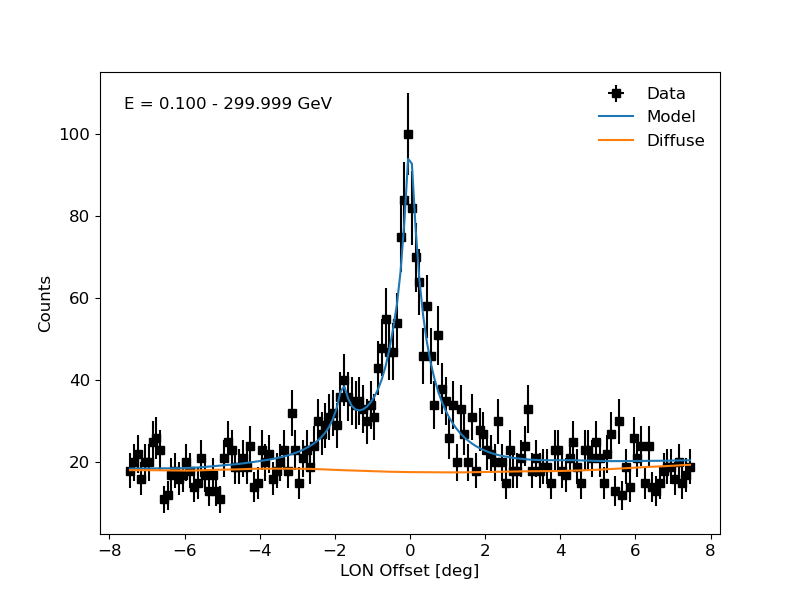 E = 0.100 - 299.999 GeV
Data
Model
Diffuse
100
80
60
40
20
Counts
−8 −6 −4 −2 0 2 4 6 8
LON Offset [deg]